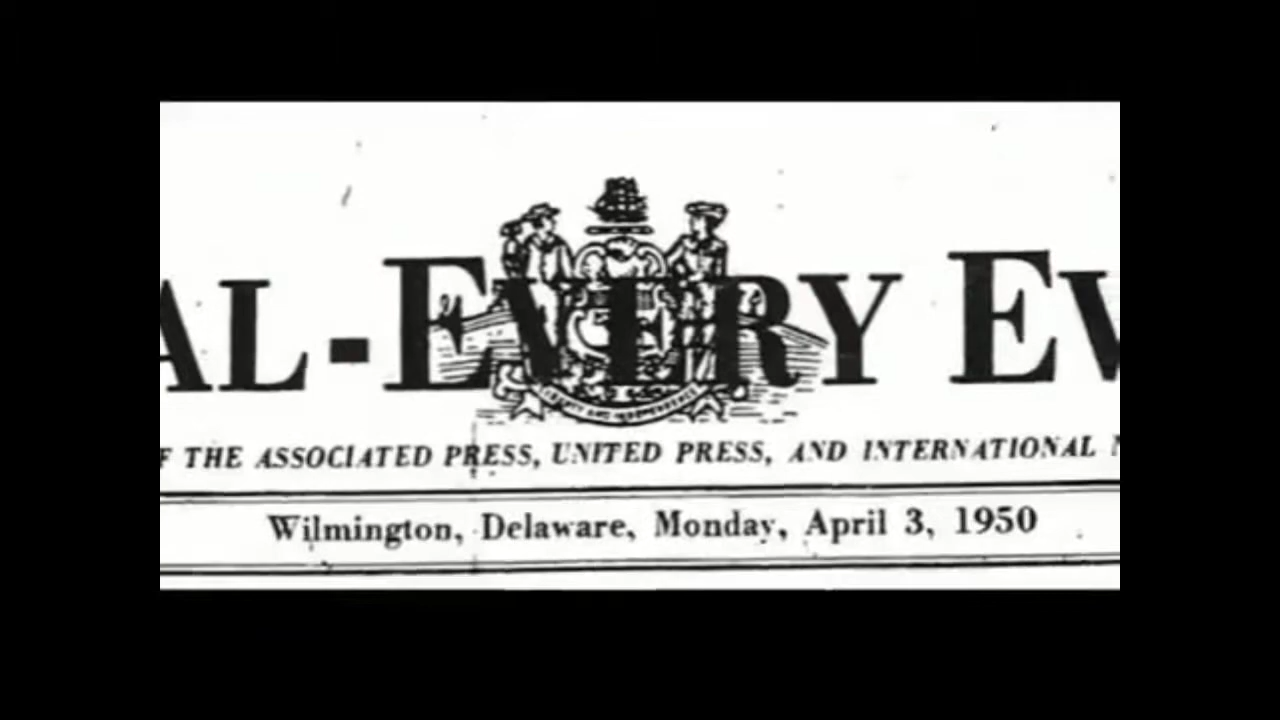 AL-EVERY EV
F THE ASSOCIATED PRESS, UNITED PRESS, AND INTERNATIONAL N
Wilmington, Delaware, Monday, April 3, 1950